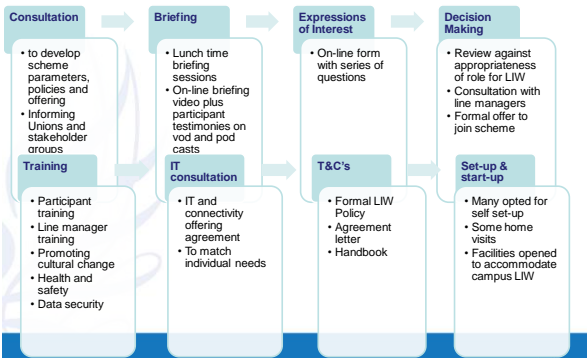 Consultation
• to develop
scheme
parameters,
policies and
offering
• Informing
Unions and
stakeholder
groups
Briefing
• Lunch time
briefing
sessions
• On-line briefing
video plus
participant
testimonies on
vod and pod
casts
Expressions
of Interest
• On-line form
with series of
questions
Decision
Making
• Review against
appropriateness
of role for LIW
• Consultation with
line managers
• Formal offer to
join scheme
Training
• Participant
training
• Line manager
training
• Promoting
cultural change
• Health and
safety
• Data security
IT
consultation
• IT and
connectivity
offering
agreement
• To match
individual needs
T&C's
• Formal LIW
Policy
• Agreement
letter
• Handbook
Set-up &
start-up
• Many opted for
self set-up
• Some home
visits
• Facilities opened
to accommodate
campus LIW